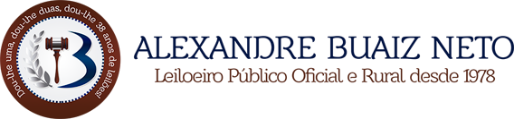 Dou-lhe uma, dou-lhe duas, dou-lhe 38 anos de leilões!
B
ALEXANDRE BUAIZ NETO
Leiloeiro Público Oficial e Rural desde 1978